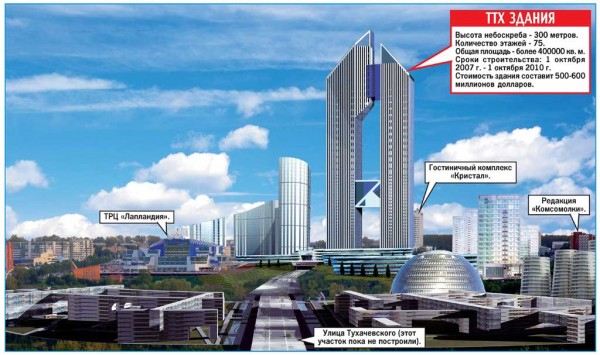 ТТХ ЗДАНИЯ
Высота небоскреба - 300 метров.
Количество этажей - 75.
Общая площадь - более 400000 кв. м.
Сроки строительства: 1 октября
2007 г. - 1 октября 2010 г.
Стоимость здания составит 500-600
миллионов долларов.
Гостиничный комплекс
«Кристал».
ТРЦ «Лапландия».
Редакция
«Комсомолки».
Улица Тухачевского (этот
участок пока не построили).